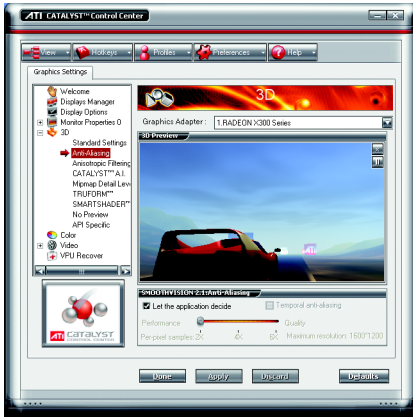 ATI CATALYST™ Control Center
View Hotkeys Profiles Preferences Help
Graphics Settings
Welcome
Displays Manager
Display Options
Monitor Properties 0
3D
Standard Settings
Anti-Aliasing
Anisotropic Filtering
CATALYST™ A.I.
Mipmap Detail Leve
TRUFORM™
SMARTSHADER™
No Preview
API Specific
Color
Video
VPU Recover
ATI CATALYST
CONTROL CENTER
3D
Graphics Adapter : 1.RADEON X300 Series
3D Preview
ATI
SMOOTHVISION 2.1:Anti-Aliasing
Let the application decide Temporal anti-aliasing
Performance Quality
Per-pixel samples:2X 4X 6X Maximum resolution: 1600*1200
Done Apply Discard Defaults